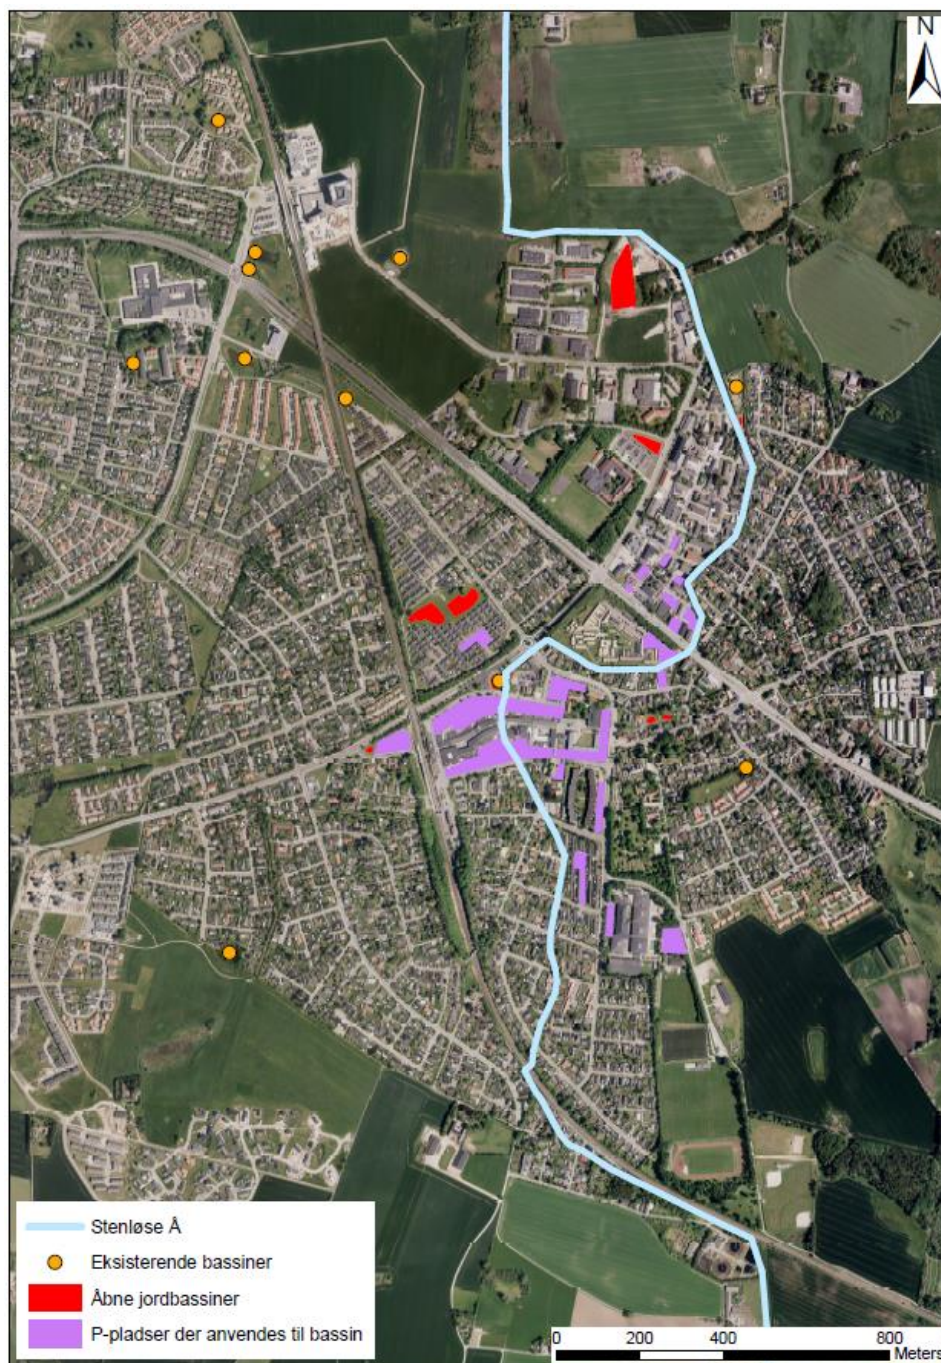 N
Stenløse Å
Eksisterende bassiner
Åbne jordbassiner
P-pladser der anvendes til bassin
0 200 400 800
Meters